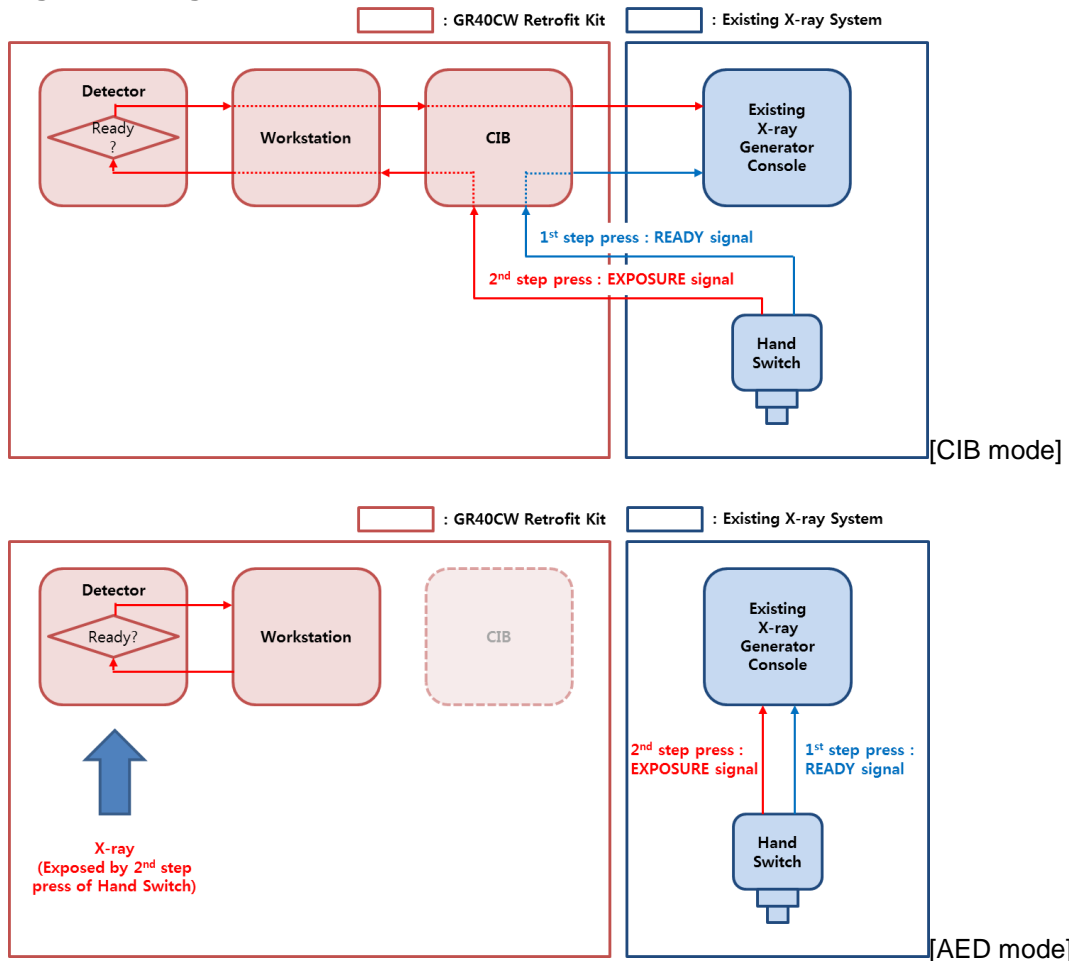 : GR40CW Retrofit Kit
: Existing X-ray System
Detector
Ready
?
Workstation
CIB
Existing
X-ray
Generator
Console
1st step press : READY signal
2nd step press : EXPOSURE signal
Hand
Switch
[CIB mode]
: GR40CW Retrofit Kit
: Existing X-ray System
Detector
Ready?
Workstation
CIB
Existing
X-ray
Generator
Console
2nd step press :
EXPOSURE signal
1st step press :
READY signal
X-ray
(Exposed by 2nd step
press of Hand Switch)
Hand
Switch
[AED mode]